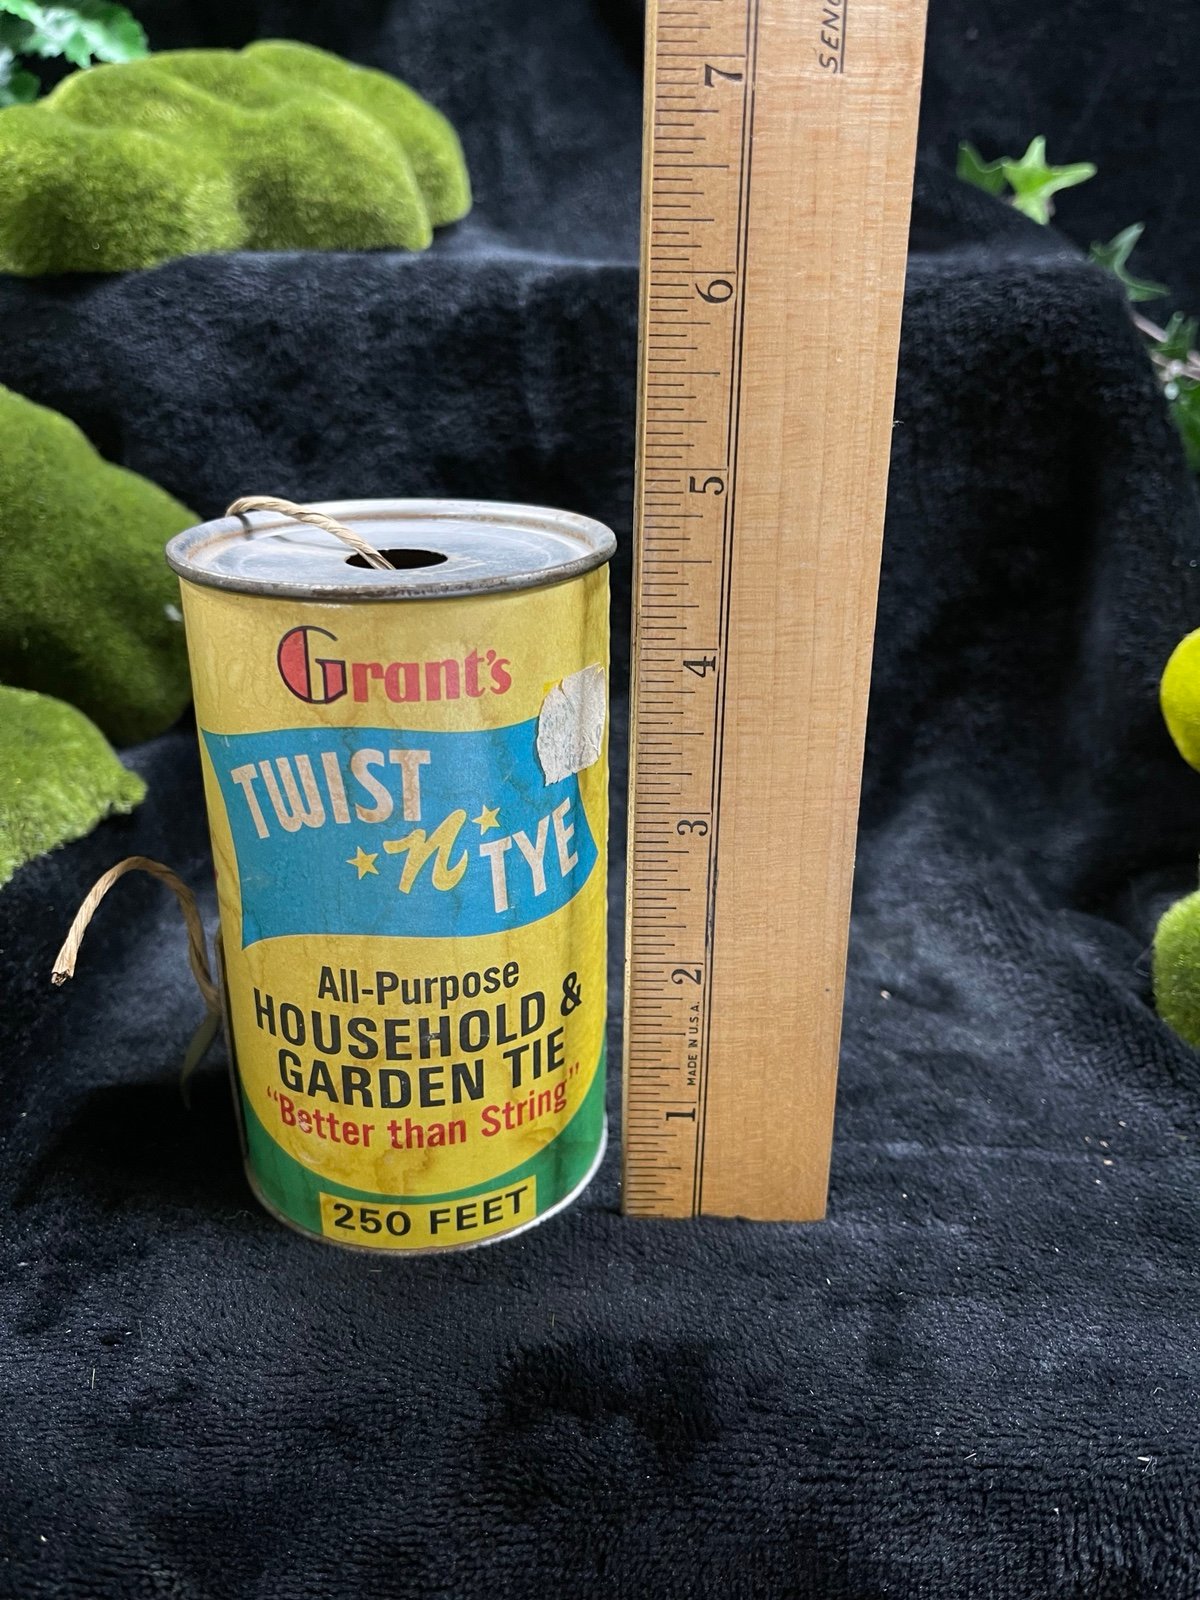 Grant's
TWIST
n TYE
All-Purpose
HOUSEHOLD &
GARDEN TIE
"Better than String"
250 FEET
7
6
5
4
3
2
1
MADE IN U.S.A.